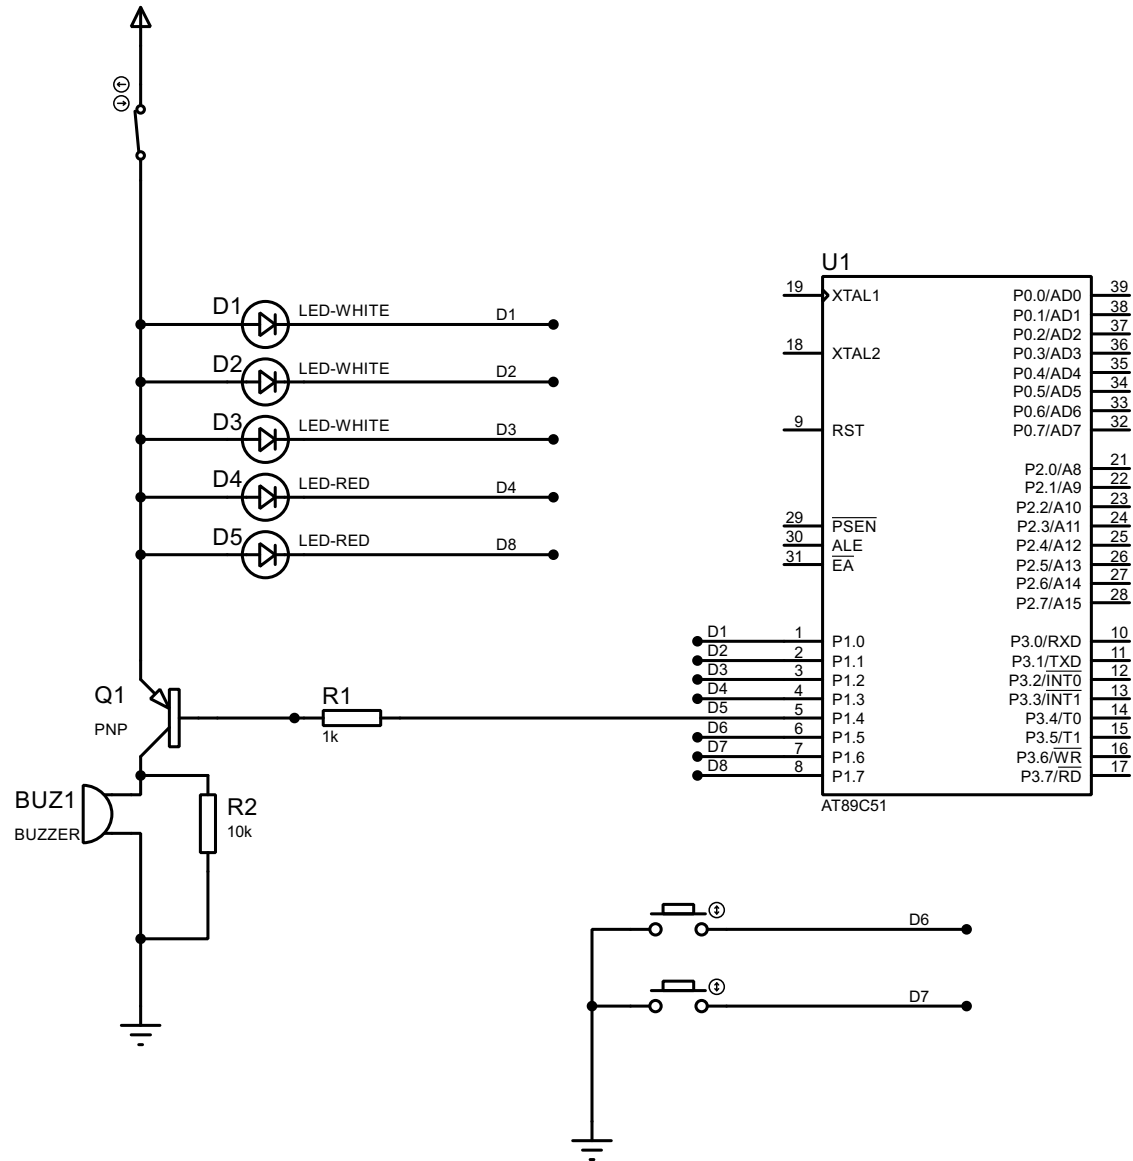 D1
LED-WHITE
D1
D2
LED-WHITE
D2
D3
LED-WHITE
D3
D4
LED-RED
D4
D5
LED-RED
D8
Q1
PNP
R1
1k
BUZ1
BUZZER
R2
10k
U1
19
XTAL1
18
XTAL2
9
RST
29
PSEN
30
ALE
31
EA
D1
1
P1.0
D2
2
P1.1
D3
3
P1.2
D4
4
P1.3
D5
5
P1.4
D6
6
P1.5
D7
7
P1.6
D8
8
P1.7
P0.0/AD0
39
P0.1/AD1
38
P0.2/AD2
37
P0.3/AD3
36
P0.4/AD4
35
P0.5/AD5
34
P0.6/AD6
33
P0.7/AD7
32
P2.0/A8
21
P2.1/A9
22
P2.2/A10
23
P2.3/A11
24
P2.4/A12
25
P2.5/A13
26
P2.6/A14
27
P2.7/A15
28
P3.0/RXD
10
P3.1/TXD
11
P3.2/INT0
12
P3.3/INT1
13
P3.4/T0
14
P3.5/T1
15
P3.6/WR
16
P3.7/RD
17
AT89C51
D6
D7